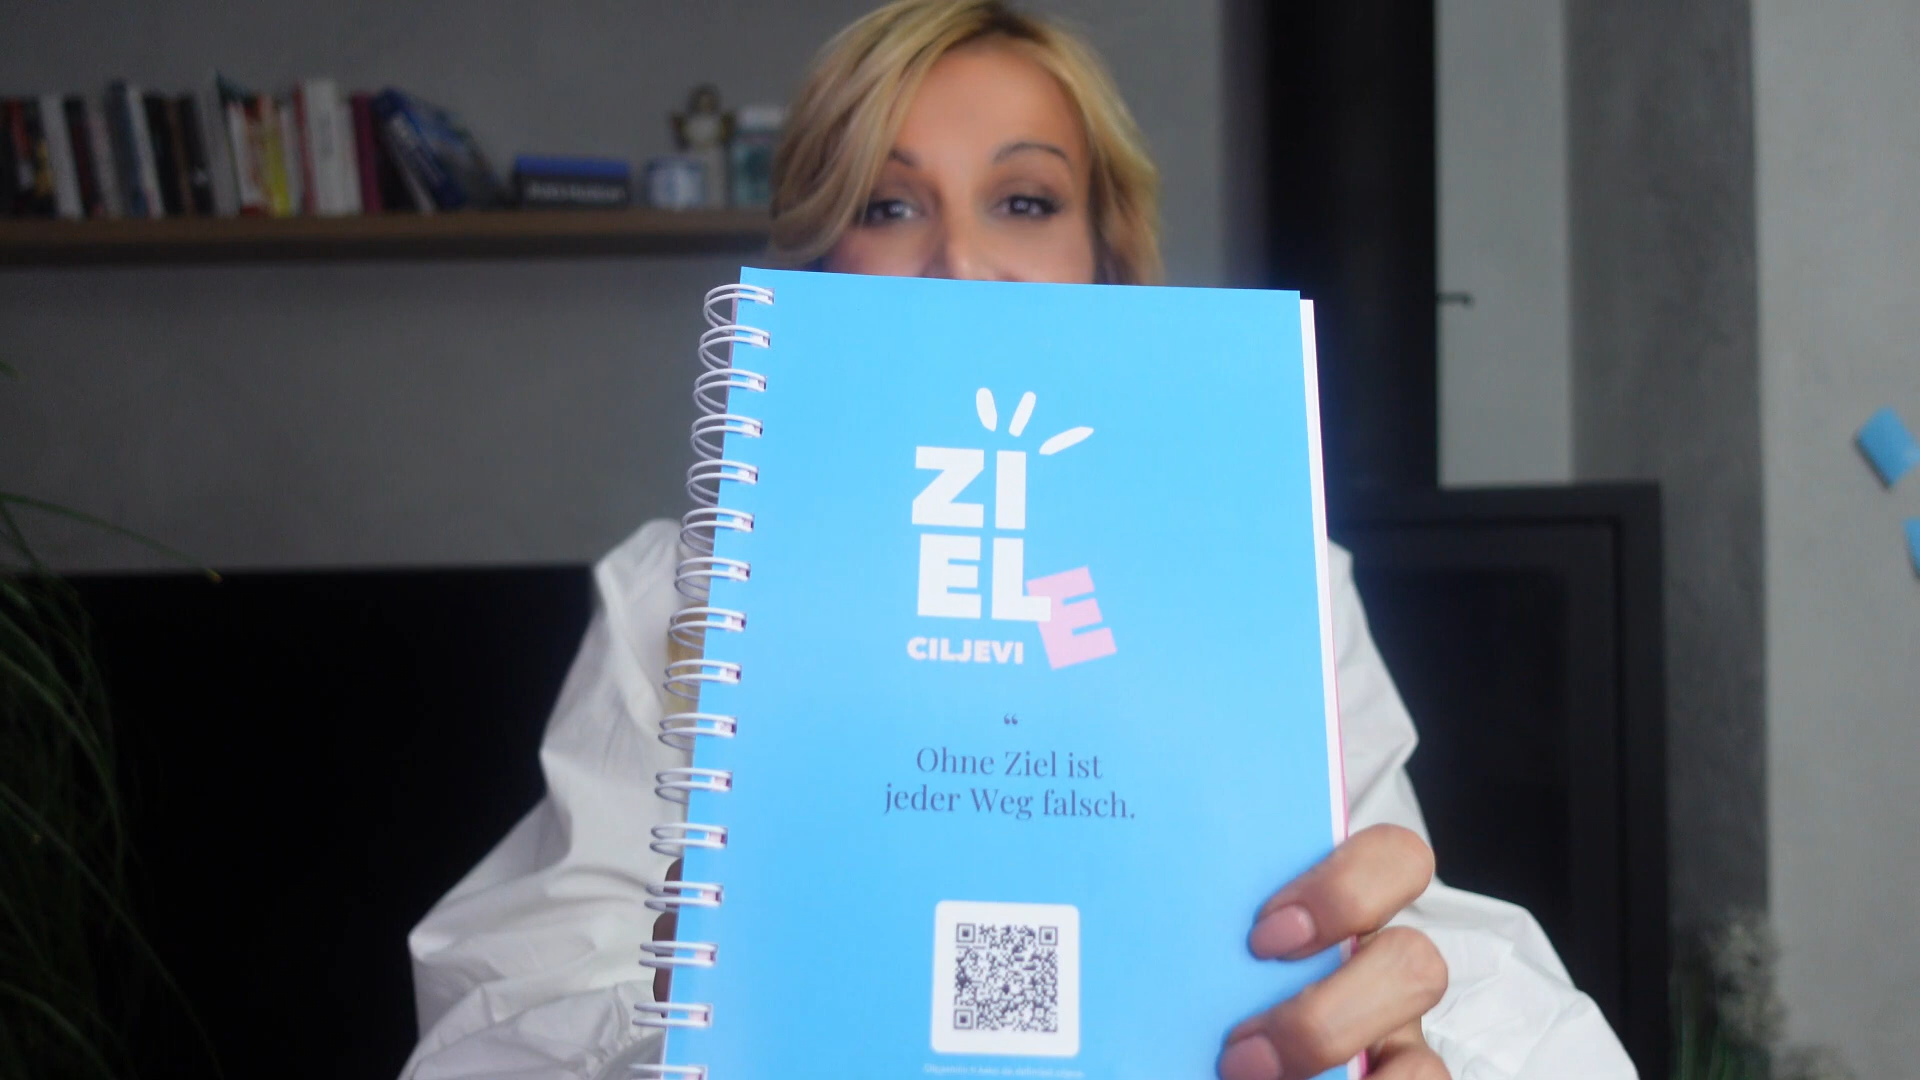 ZI
EL
E
CILJEVI
“
Ohne Ziel ist
jeder Weg falsch.